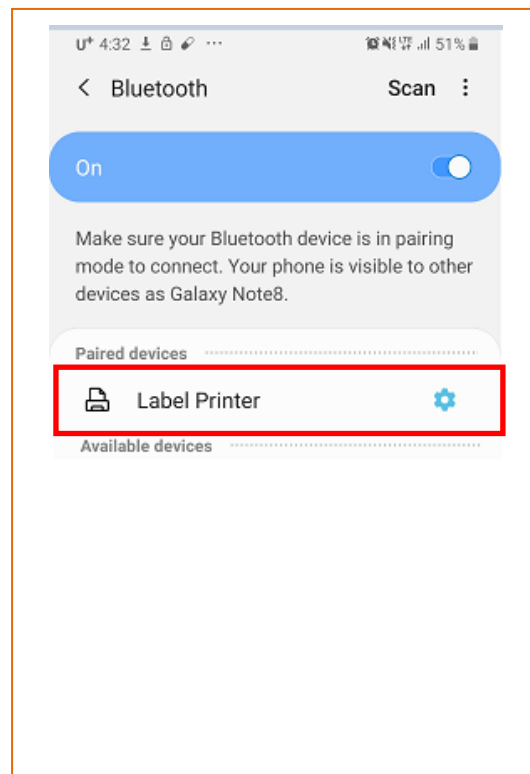 U+ 4:32 51%
Bluetooth Scan
On
Make sure your Bluetooth device is in pairing
mode to connect. Your phone is visible to other
devices as Galaxy Note8.
Paired devices
Label Printer
Available devices